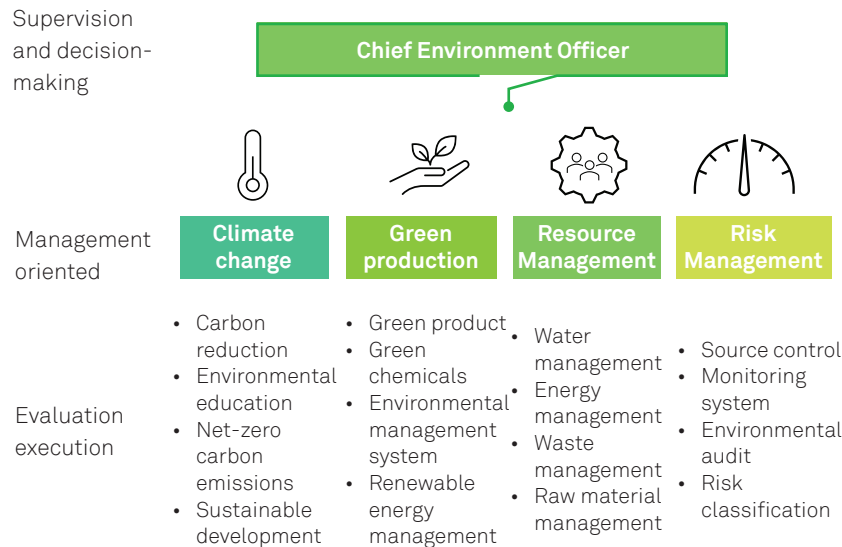 Supervision
and decision-
making
Chief Environment Officer
Management
oriented
Climate
change
Green
production
Resource
Management
Risk
Management
Evaluation
execution
• Carbon
reduction
• Environmental
education
• Net-zero
carbon
emissions
• Sustainable
development
• Green product
• Green
chemicals
• Environmental
management
system
• Renewable
energy
management
• Water
management
• Energy
management
• Waste
management
• Raw material
management
• Source control
• Monitoring
system
• Environmental
audit
• Risk
classification